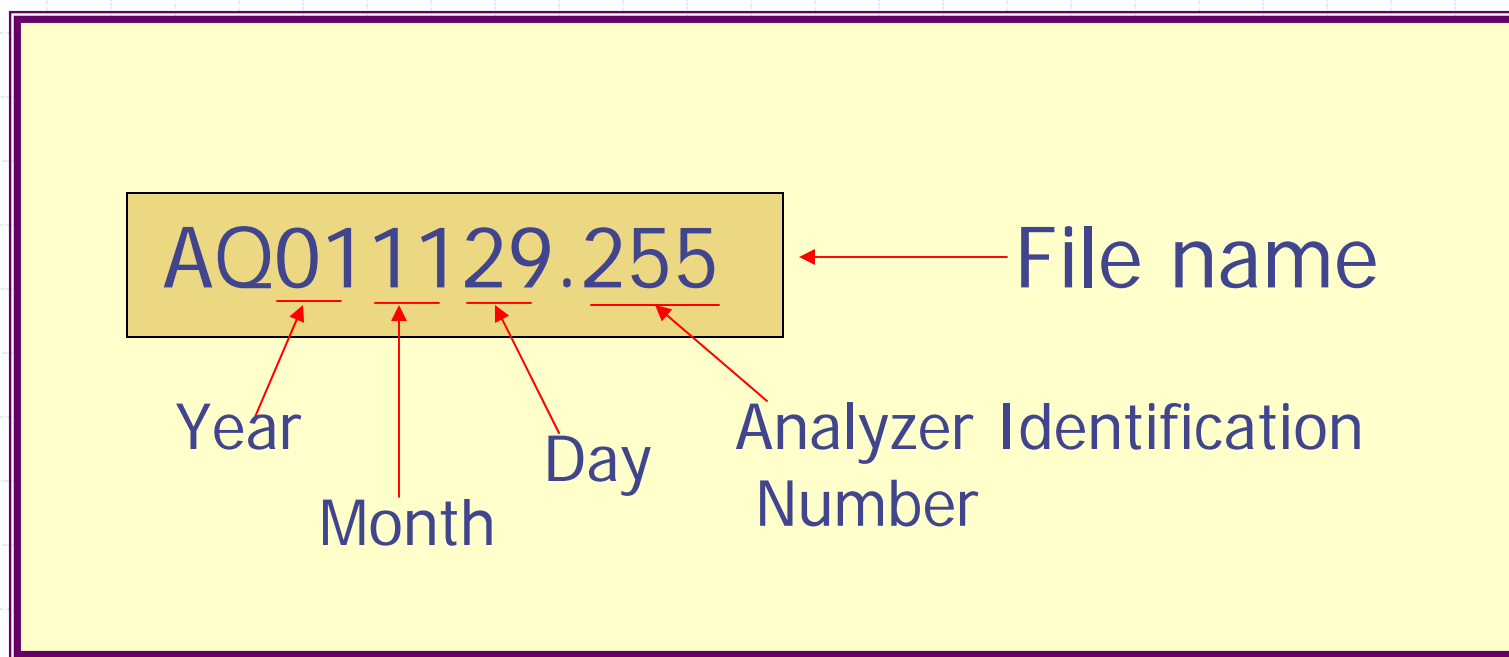 AQ011129.255
File name
Year
Day
Month
Analyzer Identification
Number